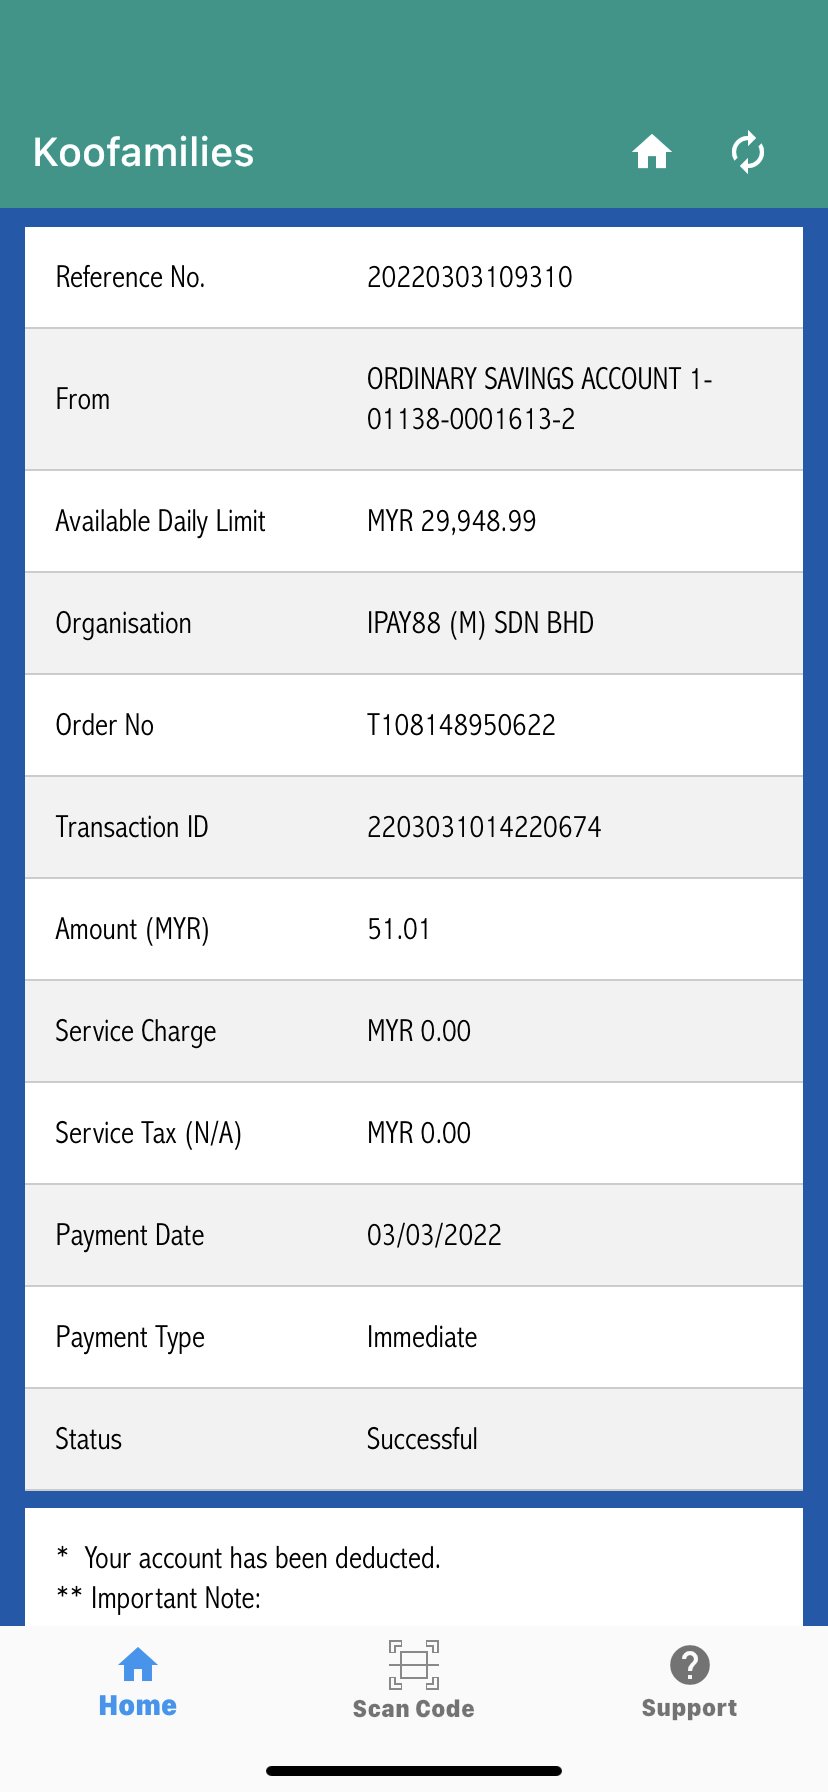 Koofamilies
Reference No. 20220303109310
From ORDINARY SAVINGS ACCOUNT 1-
01138-0001613-2
Available Daily Limit MYR 29,948.99
Organisation IPAY88 (M) SDN BHD
Order No T108148950622
Transaction ID 2203031014220674
Amount (MYR) 51.01
Service Charge MYR 0.00
Service Tax (N/A) MYR 0.00
Payment Date 03/03/2022
Payment Type Immediate
Status Successful
* Your account has been deducted.
** Important Note:
Home Scan Code Support